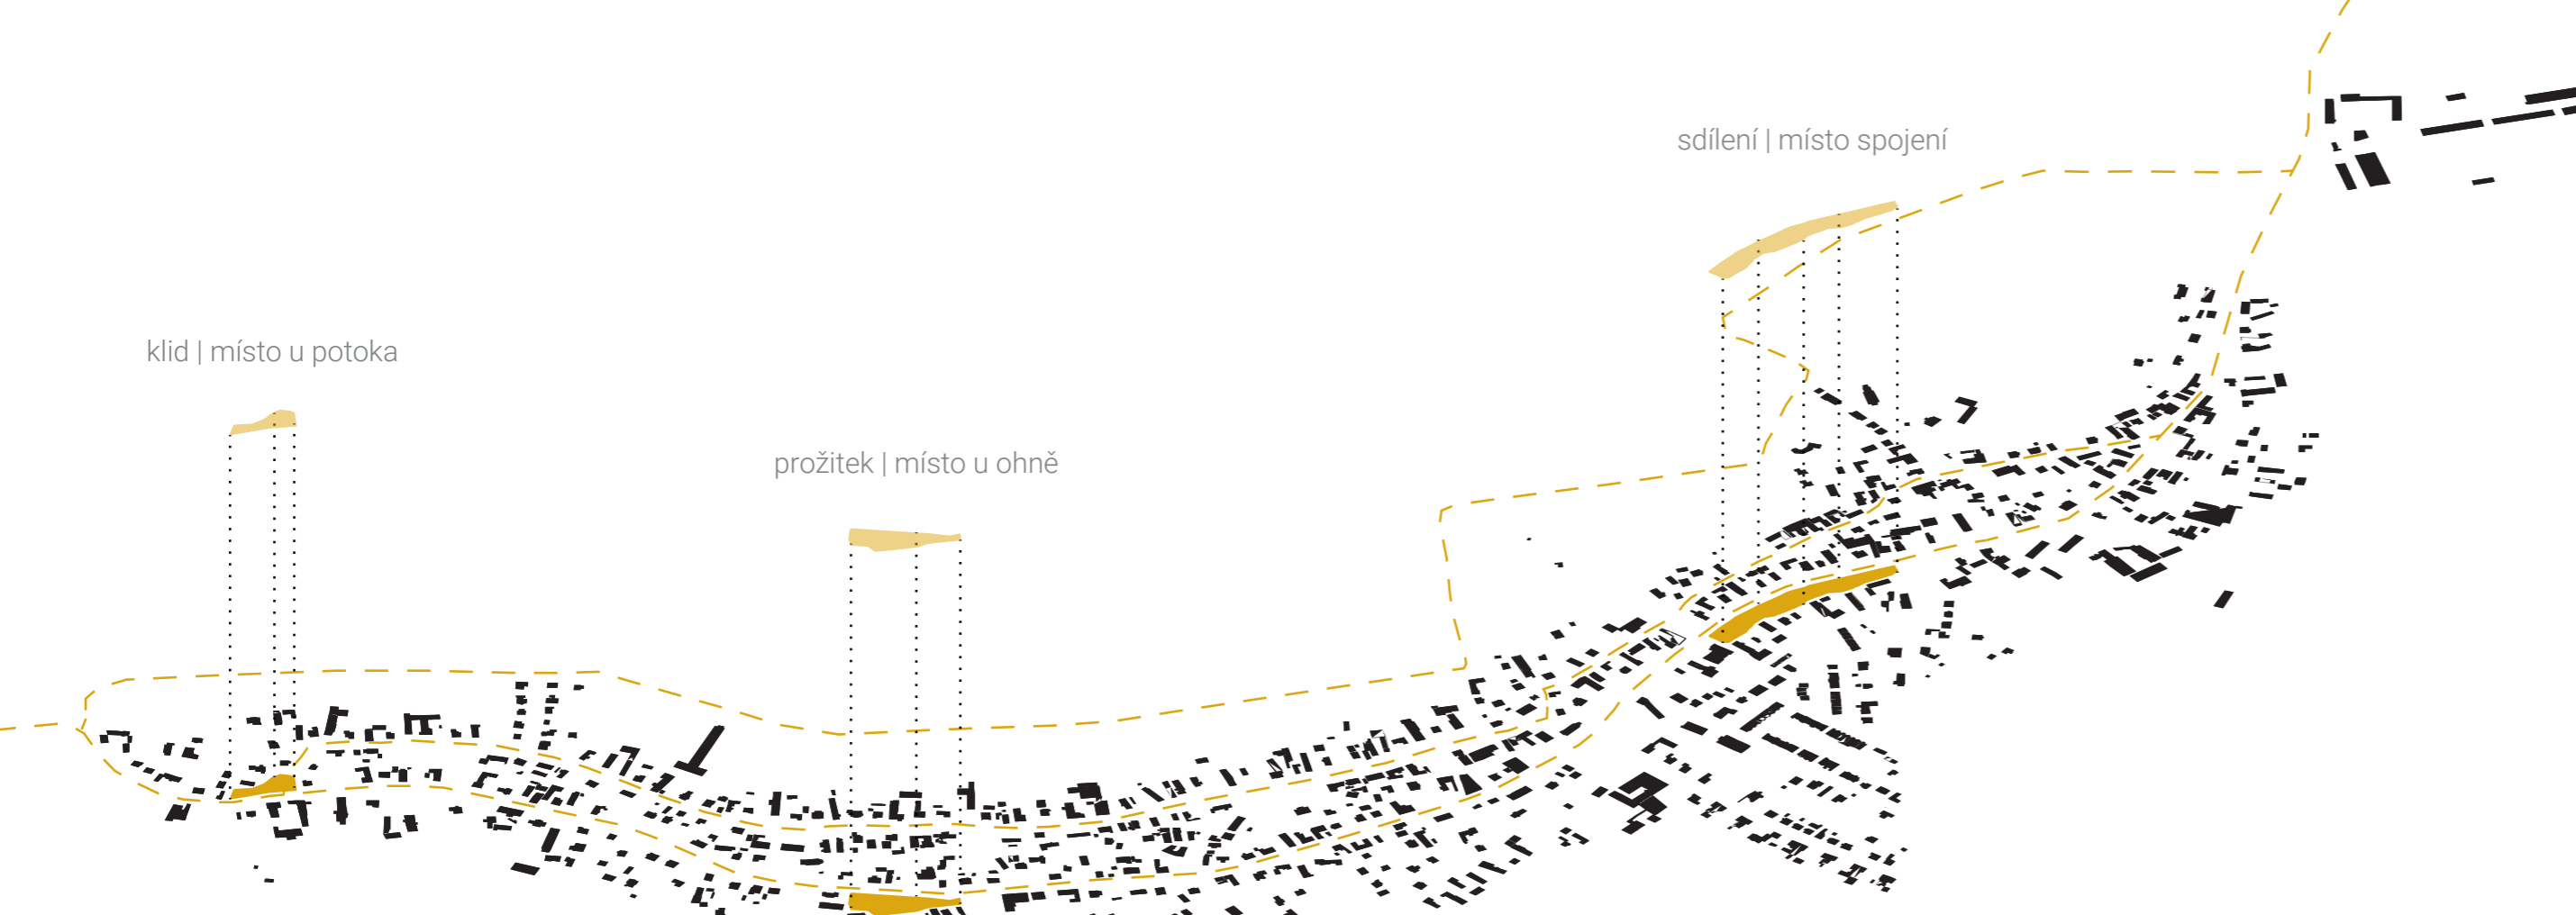 sdílení | místo spojení
klid | místo u potoka
prožitek | místo u ohně